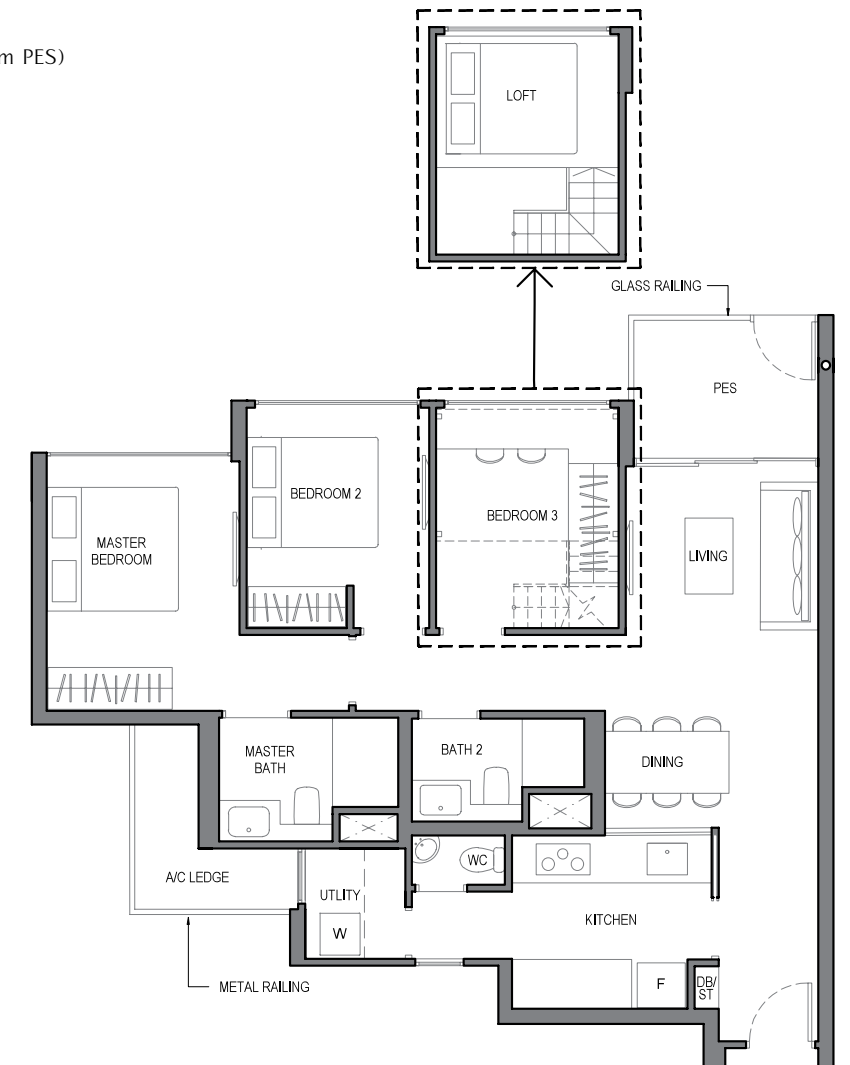 m PES)
LOFT
GLASS RAILING
PES
BEDROOM 2
BEDROOM 3
MASTER
BEDROOM
LIVING
MASTER
BATH
BATH 2
DINING
WC
A/C LEDGE
UTLITY
W
KITCHEN
F
DB/
ST
METAL RAILING